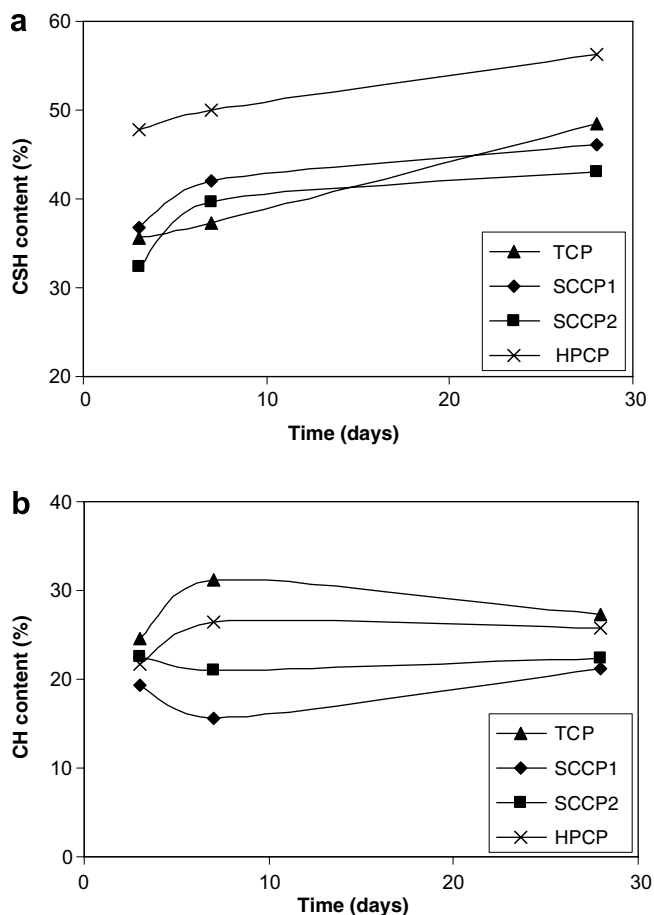 a
60
50
40
30
20
CSH content (%)
TCP
SCCP1
SCCP2
HPCP
0
10
20
30
Time (days)
b
40
30
20
10
0
CH content (%)
TCP
SCCP1
SCCP2
HPCP
0
10
20
30
Time (days)